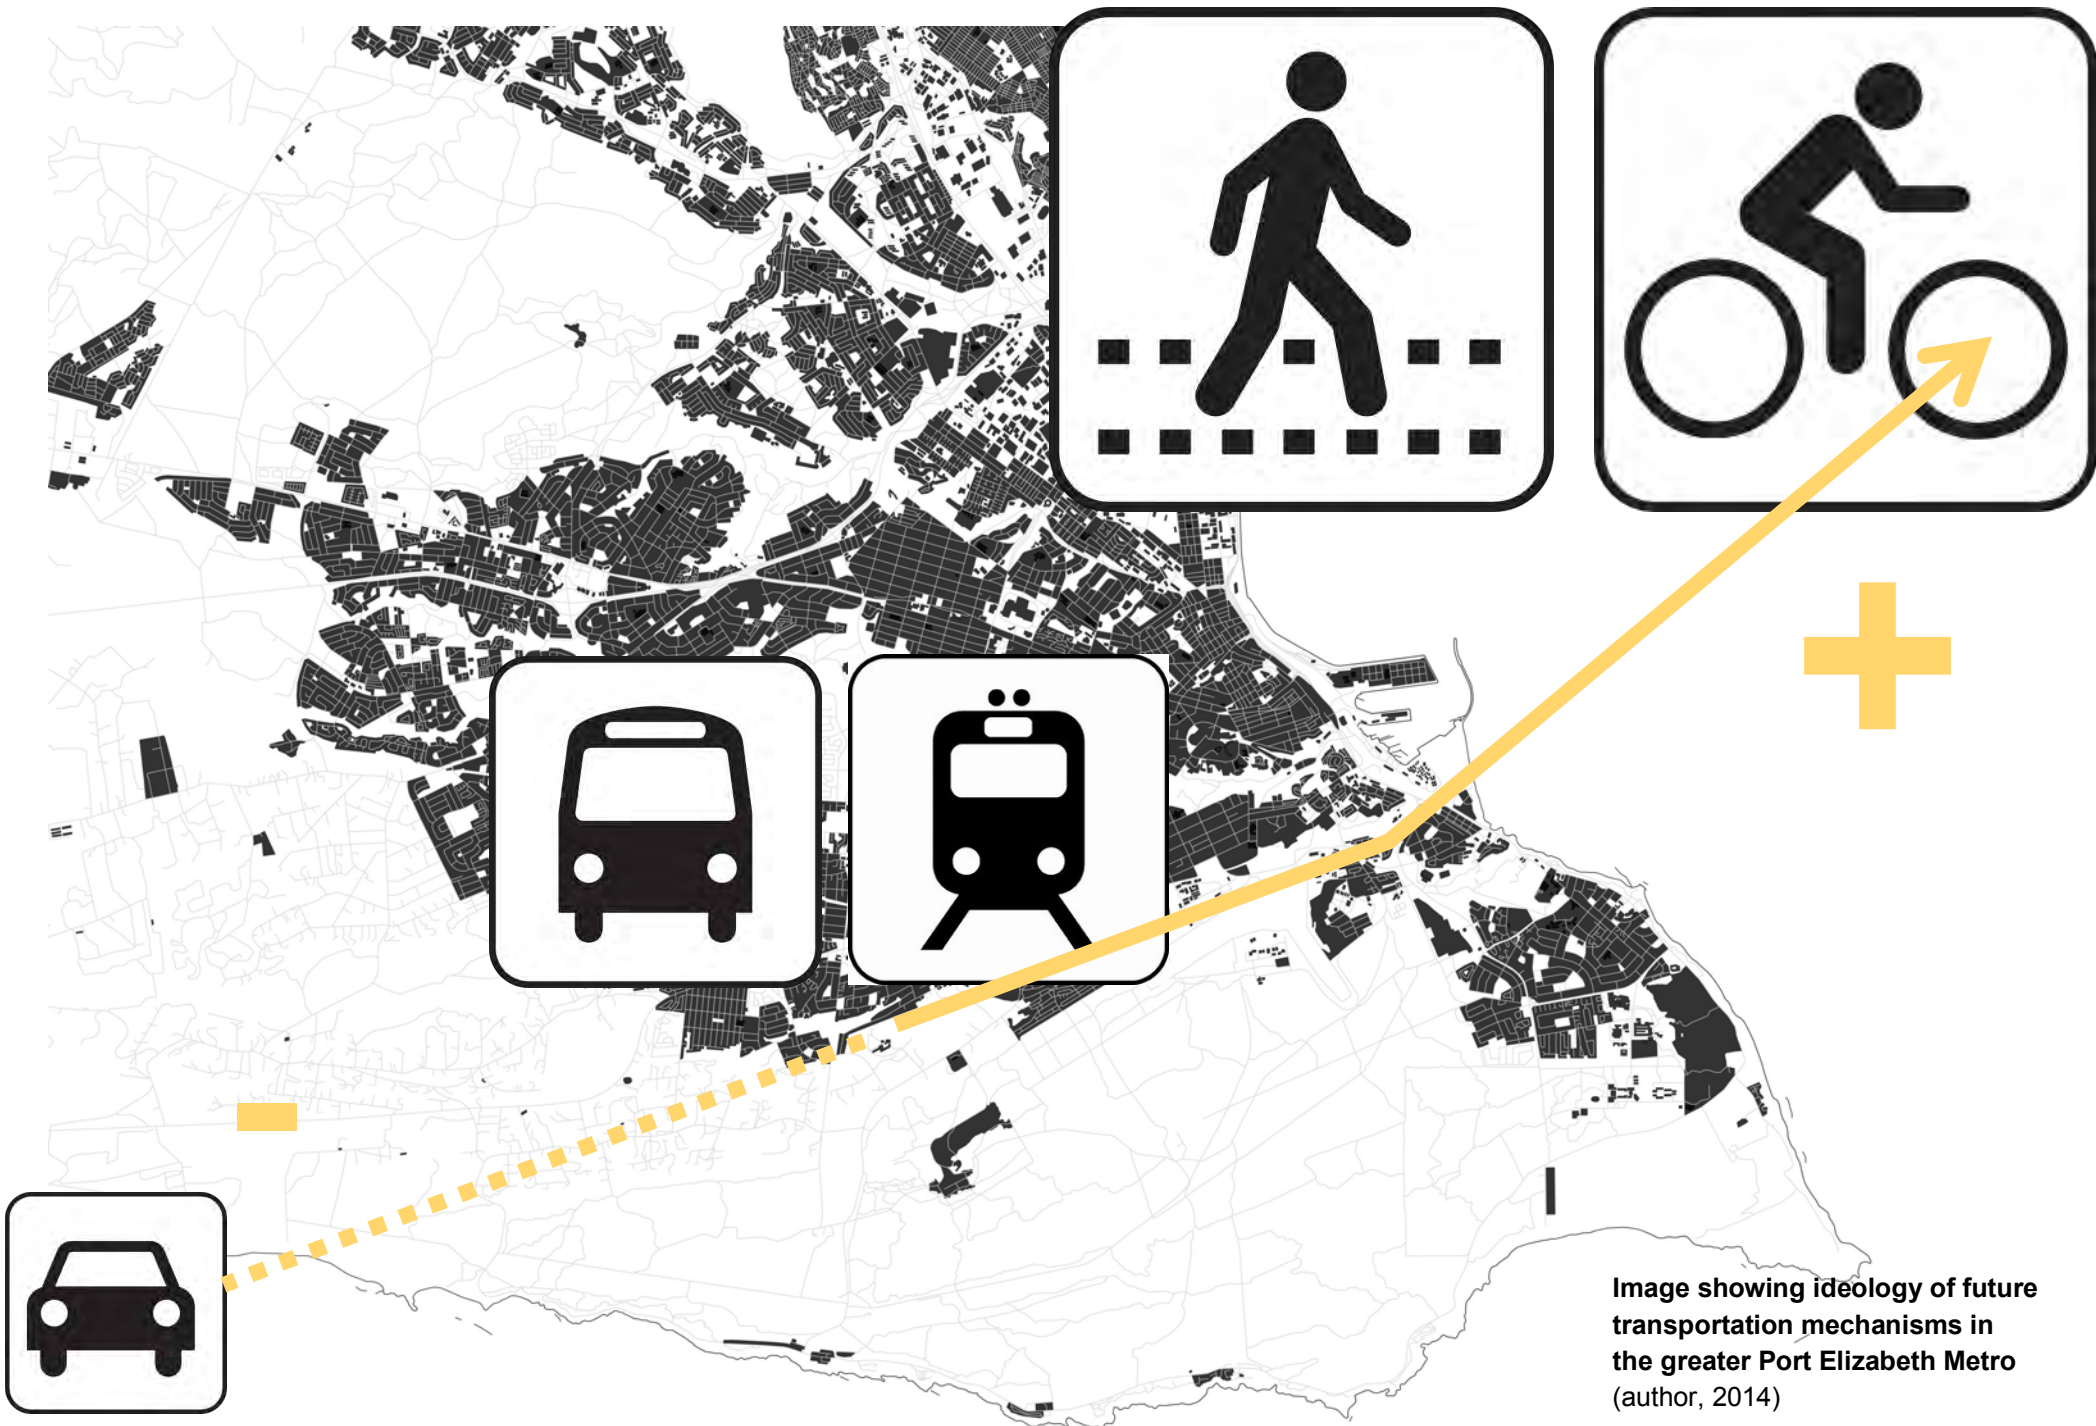 Image showing ideology of future
transportation mechanisms in
the greater Port Elizabeth Metro
(author, 2014)